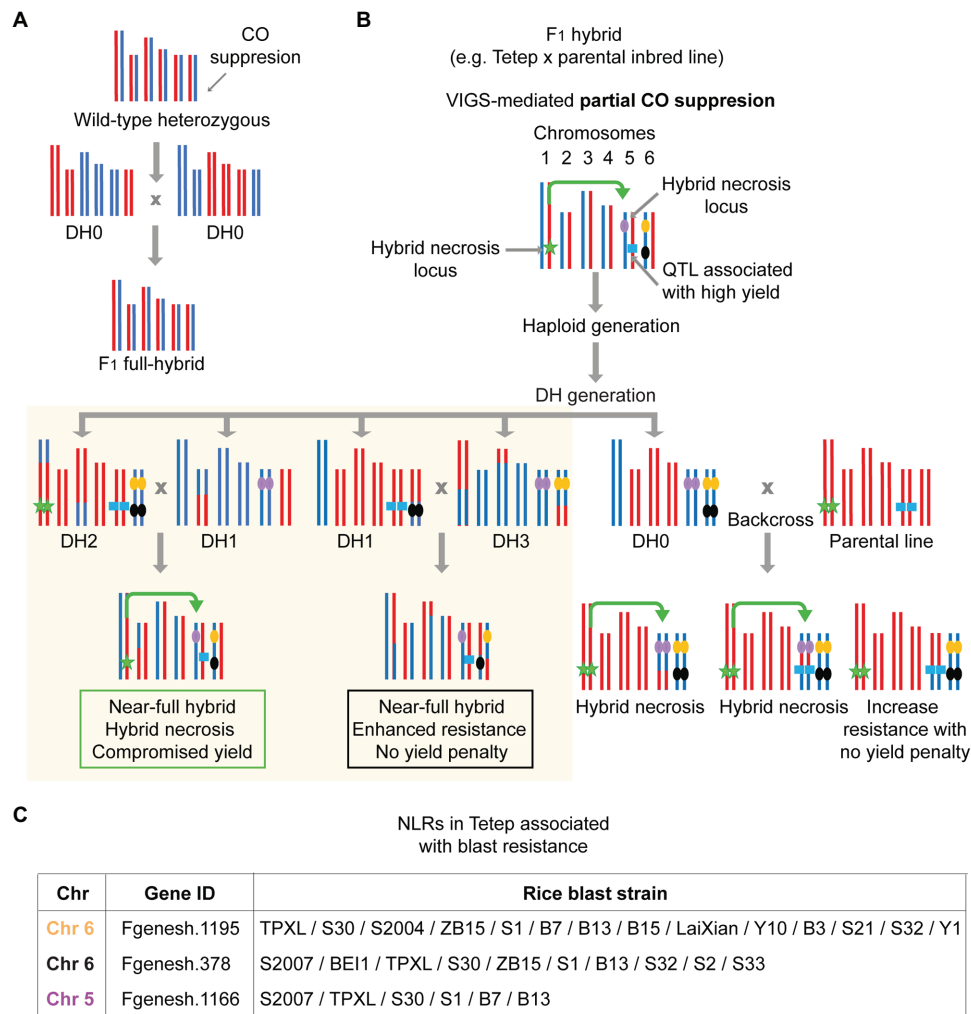 A
CO
suppresion
Wild-type heterozygous
x
DH0
DH0
F1 full-hybrid
B
F1 hybrid
(e.g. Tetep x parental inbred line)
VIGS-mediated partial CO suppresion
Chromosomes
1 2 3 4 5 6
Hybrid necrosis
locus
Hybrid necrosis
locus
QTL associated
with high yield
Haploid generation
DH generation
x
x
x
DH2
DH1
DH1
DH3
DH0
Backcross
Parental line
Near-full hybrid
Hybrid necrosis
Compromised yield
Near-full hybrid
Enhanced resistance
No yield penalty
Hybrid necrosis
Hybrid necrosis
Increase
resistance with
no yield penalty
C
NLRs in Tetep associated
with blast resistance
Chr Gene ID Rice blast strain
Chr 6 Fgenesh.1195 TPXL / S30 / S2004 / ZB15 / S1 / B7 / B13 / B15 / LaiXian / Y10 / B3 / S21 / S32 / Y1
Chr 6 Fgenesh.378 S2007 / BEI1 / TPXL / S30 / ZB15 / S1 / B13 / S32 / S2 / S33
Chr 5 Fgenesh.1166 S2007 / TPXL / S30 / S1 / B7 / B13